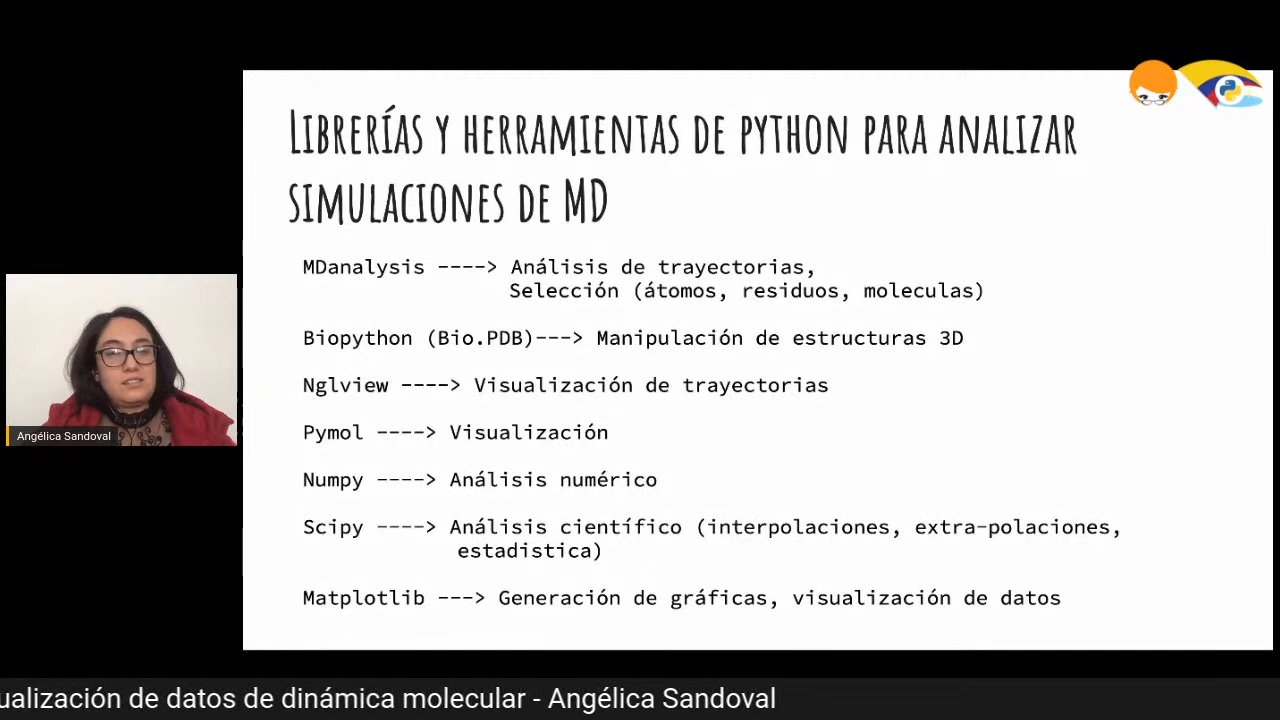 Librerías y herramientas de python para analizar
simulaciones de MD
MDanalysis ----> Análisis de trayectorias,
Selección (átomos, residuos, moleculas)
Biopython (Bio.PDB)---> Manipulación de estructuras 3D
Nglview ----> Visualización de trayectorias
Pymol ----> Visualización
Numpy ----> Análisis numérico
Scipy ----> Análisis científico (interpolaciones, extra-polaciones,
estadistica)
Matplotlib ---> Generación de gráficas, visualización de datos
Angélica Sandoval
ualización de datos de dinámica molecular - Angélica Sandoval